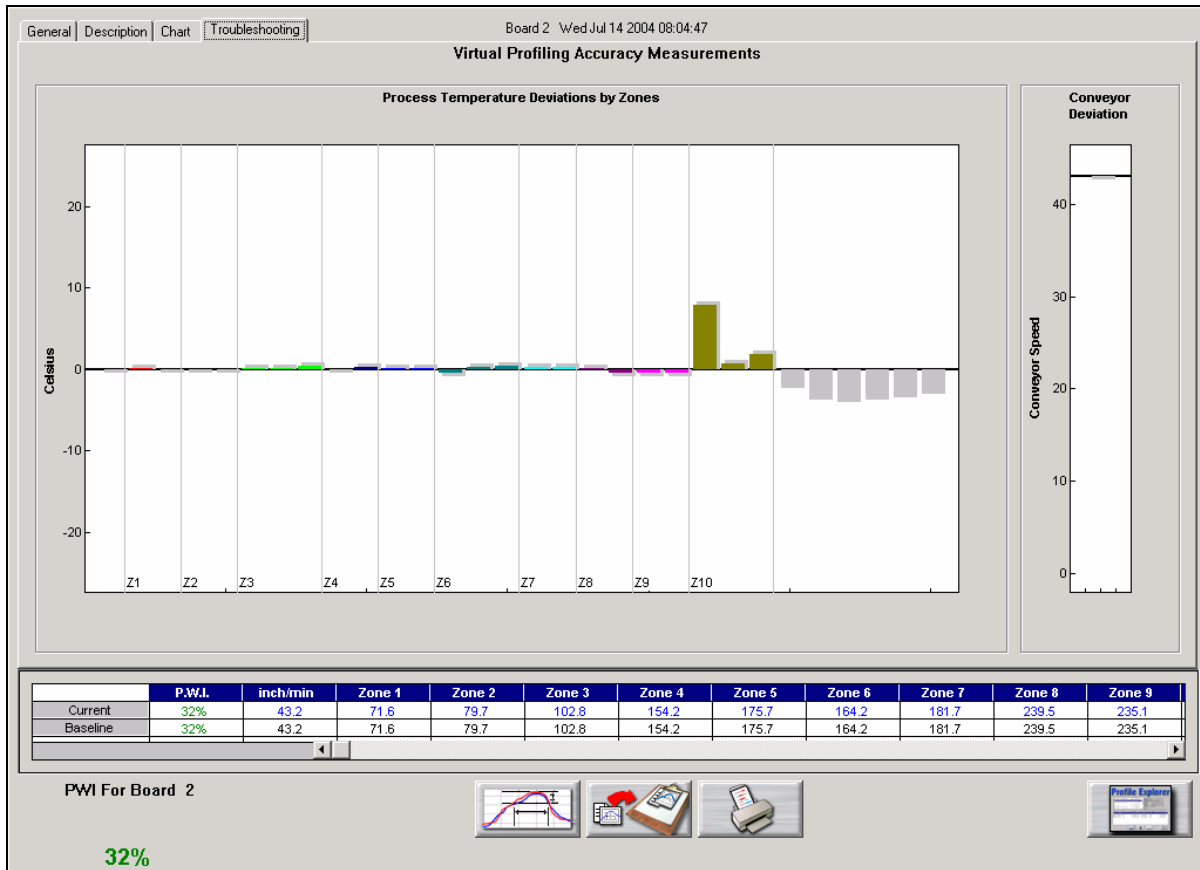 General Description Chart Troubleshooting Board 2 Wed Jul 14 2004 08:04:47
Virtual Profiling Accuracy Measurements
Process Temperature Deviations by Zones
Celsius
20
10
0
-10
-20
Z1 Z2 Z3 Z4 Z5 Z6 Z7 Z8 Z9 Z10
Conveyor
Deviation
Conveyor Speed
40
30
20
10
0
P.W.I. inch/min Zone 1 Zone 2 Zone 3 Zone 4 Zone 5 Zone 6 Zone 7 Zone 8 Zone 9
Current 32% 43.2 71.6 79.7 102.8 154.2 175.7 164.2 181.7 239.5 235.1
Baseline 32% 43.2 71.6 79.7 102.8 154.2 175.7 164.2 181.7 239.5 235.1
PWI For Board 2
32%
Profile Explorer